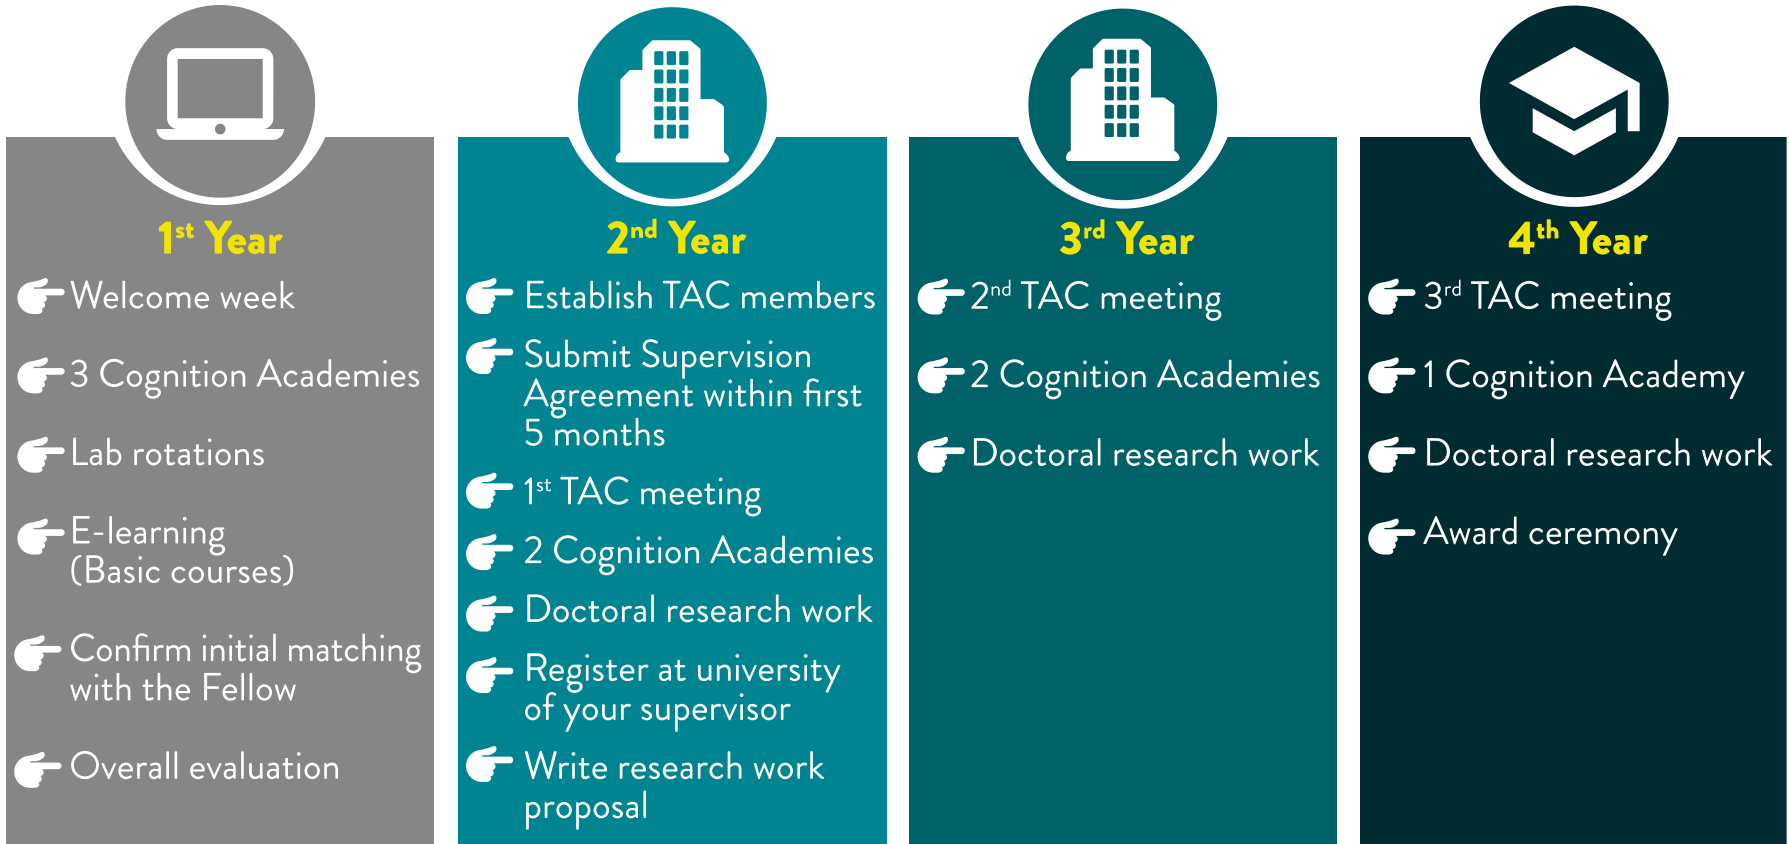 1st Year
Welcome week
3 Cognition Academies
Lab rotations
E-learning
(Basic courses)
Confirm initial matching
with the Fellow
Overall evaluation
2nd Year
Establish TAC members
Submit Supervision
Agreement within first
5 months
1st TAC meeting
2 Cognition Academies
Doctoral research work
Register at university
of your supervisor
Write research work
proposal
3rd Year
2nd TAC meeting
2 Cognition Academies
Doctoral research work
4th Year
3rd TAC meeting
1 Cognition Academy
Doctoral research work
Award ceremony